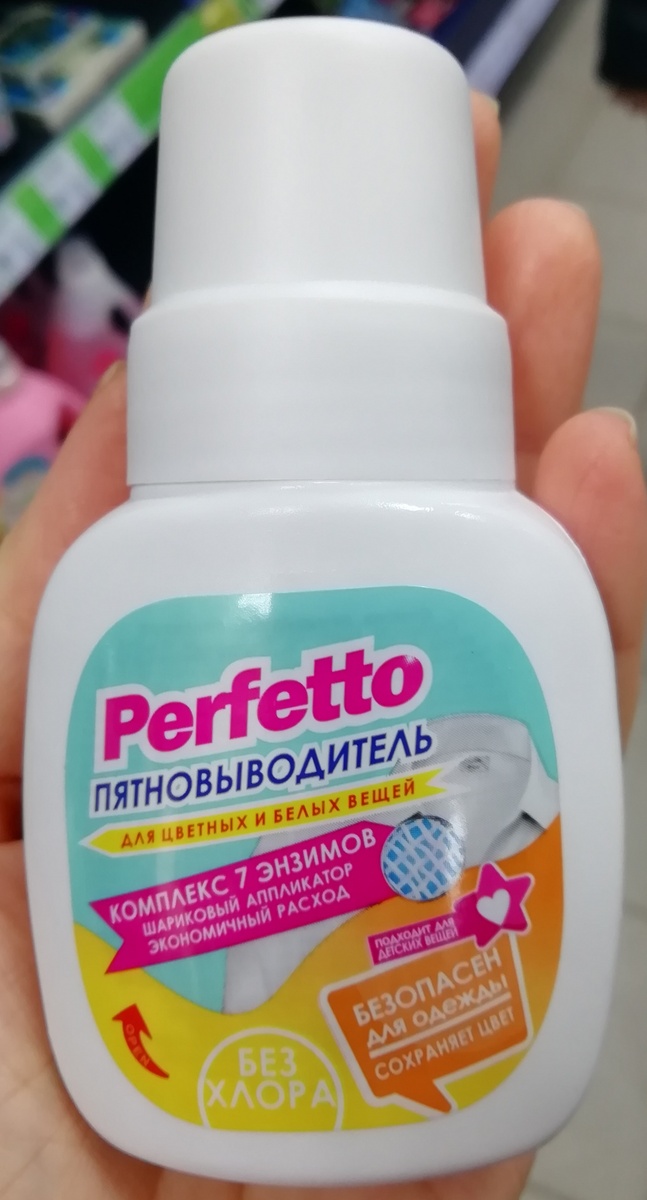 Perfetto
ПЯТНОВЫВОДИТЕЛЬ
ДЛЯ ЦВЕТНЫХ И БЕЛЫХ ВЕЩЕЙ
КОМПЛЕКС 7 ЭНЗИМОВ
ШАРИКОВЫЙ АППЛИКАТОР
ЭКОНОМИЧНЫЙ РАСХОД
ПОДХОДИТ ДЛЯ
ДЕТСКИХ ВЕЩЕЙ
БЕЗОПАСЕН
ДЛЯ ОДЕЖДЫ
СОХРАНЯЕТ ЦВЕТ
OPEN
БЕЗ
ХЛОРА